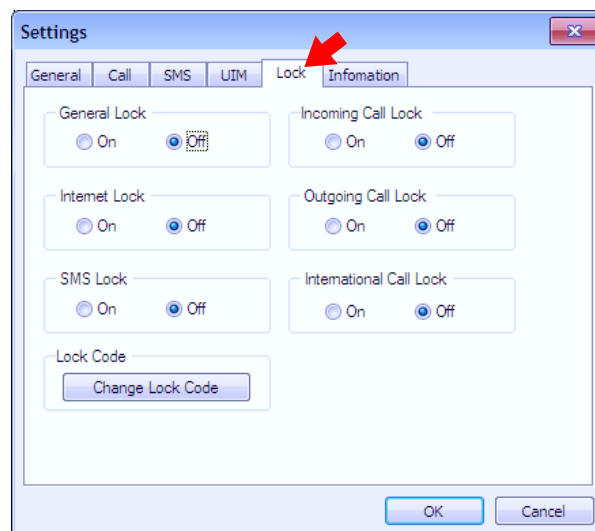 Settings
General Call SMS UIM Lock Infomation
General Lock Incoming Call Lock
On Off On Off
Internet Lock Outgoing Call Lock
On Off On Off
SMS Lock International Call Lock
On Off On Off
Lock Code
Change Lock Code
OK Cancel